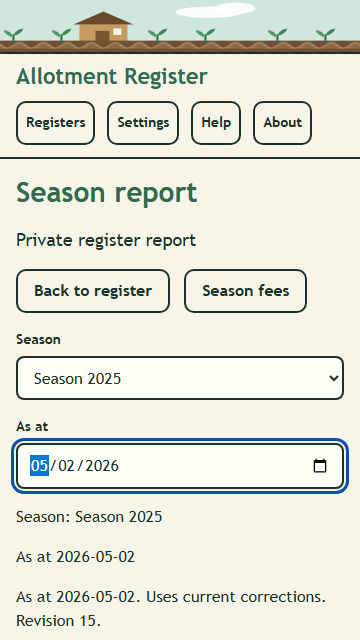 Allotment Register
Registers
Settings
Help
About
Season report
Private register report
Back to register
Season fees
Season
Season 2025
As at
05/02/2026
Season: Season 2025
As at 2026-05-02
As at 2026-05-02. Uses current corrections.
Revision 15.